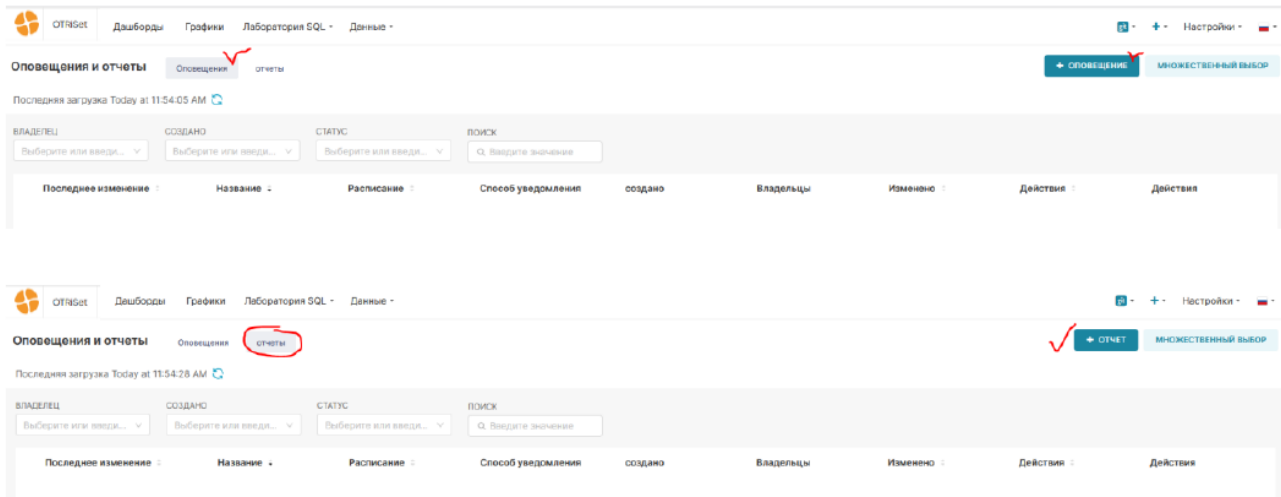 OTRISet Дашборды Графики Лаборатория SQL Данные Настройки
Оповещения и отчеты Оповещения отчеты + ОПОВЕЩЕНИЕ МНОЖЕСТВЕННЫЙ ВЫБОР
Последняя загрузка Today at 11:54:05 AM
ВЛАДЕЛЕЦ СОЗДАНО СТАТУС ПОИСК
Выберите или введи... Выберите или введи... Выберите или введи... Введите значение
Последнее изменение Название Расписание Способ уведомления создано Владельцы Изменено Действия Действия
OTRISet Дашборды Графики Лаборатория SQL Данные + Настройки
Оповещения и отчеты Оповещения отчеты + ОТЧЕТ МНОЖЕСТВЕННЫЙ ВЫБОР
Последняя загрузка Today at 11:54:28 AM
ВЛАДЕЛЕЦ СОЗДАНО СТАТУС ПОИСК
Выберите или введи... Выберите или введи... Выберите или введи... Введите значение
Последнее изменение Название Расписание Способ уведомления создано Владельцы Изменено Действия Действия